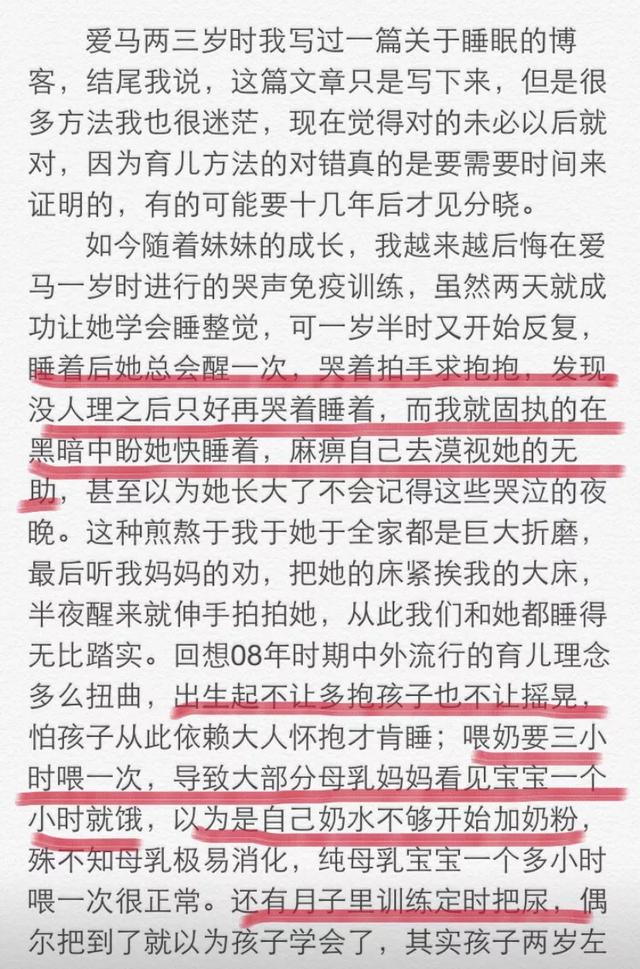 爱马两三岁时我写过一篇关于睡眠的博
客，结尾我说，这篇文章只是写下来，但是很
多方法我也很迷茫，现在觉得对的未必以后就
对，因为育儿方法的对错真的是要需要时间来
证明的，有的可能要十几年后才见分晓。
如今随着妹妹的成长，我越来越后悔在爱
马一岁时进行的哭声免疫训练，虽然两天就成
功让她学会睡整觉，可一岁半时又开始反复，
睡着后她总会醒一次，哭着拍手求抱抱，发现
没人理之后只好再哭着睡着，而我就固执的在
黑暗中盼她快睡着，麻痹自己去漠视她的无
助，甚至以为她长大了不会记得这些哭泣的夜
晚。这种煎熬于我于她于全家都是巨大折磨，
最后听我妈妈的劝，把她的床紧挨我的大床，
半夜醒来就伸手拍拍她，从此我们和她都睡得
无比踏实。回想08年时期中外流行的育儿理念
多么扭曲，出生起不让多抱孩子也不让摇晃，
怕孩子从此依赖大人怀抱才肯睡；喂奶要三小
时喂一次，导致大部分母乳妈妈看见宝宝一个
小时就饿，以为是自己奶水不够开始加奶粉，
殊不知母乳极易消化，纯母乳宝宝一个多小时
喂一次很正常。还有月子里训练定时把尿，偶
尔把到了就以为孩子学会了，其实孩子两岁左